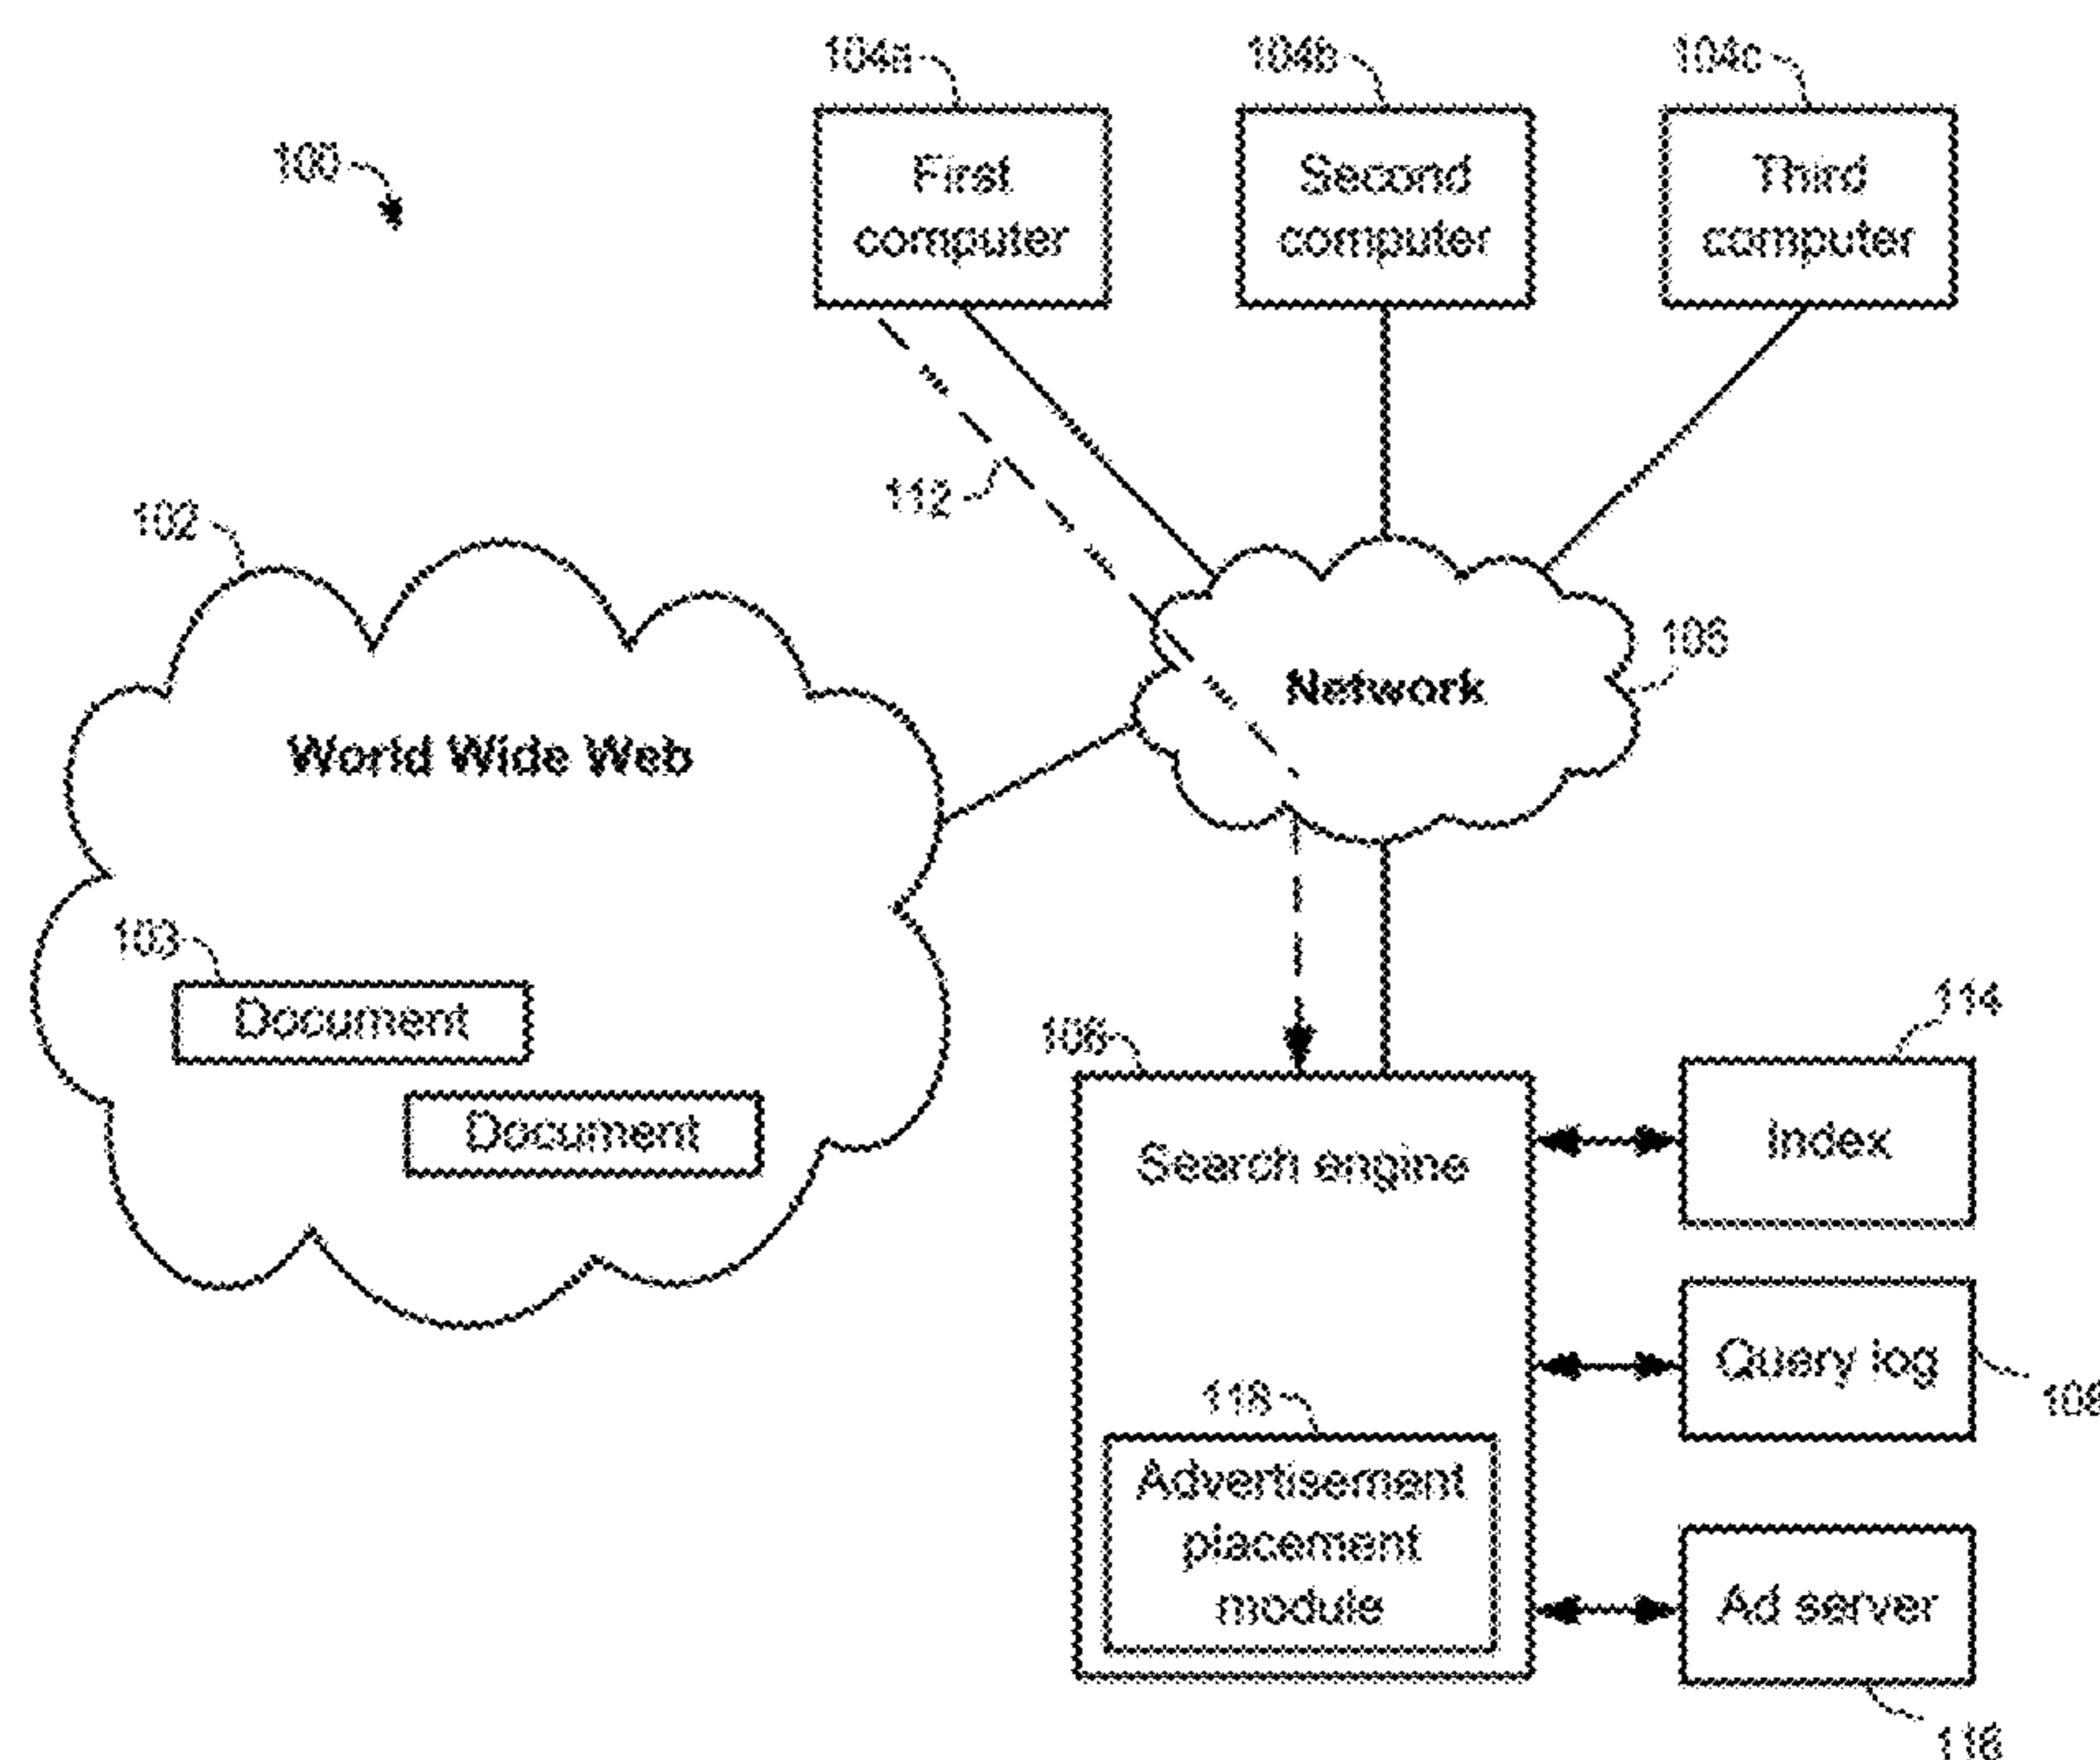 104a
104b
104c
100
First
computer
Second
computer
Third
computer
112
102
Network
World Wide Web
103
Document
Document
114
Search engine
Index
Query log
118
Advertisement
placement
module
Ad server
116